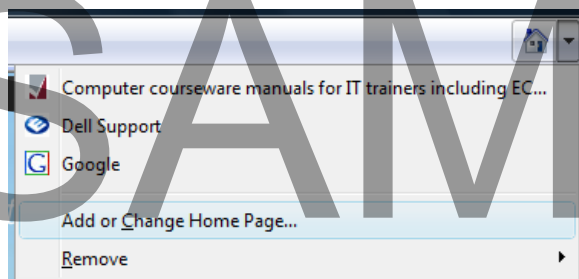 Computer courseware manuals for IT trainers including EC...
Dell Support
Google
Add or Change Home Page...
Remove
SAM